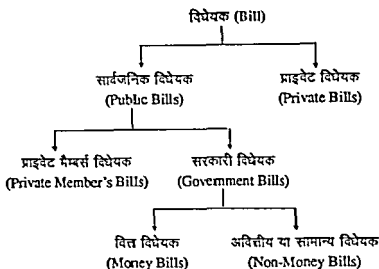 विधेयक (Bill)
सार्वजनिक विधेयक
(Public Bills)
प्राइवेट विधेयक
(Private Bills)
प्राइवेट मैम्बर्स विधेयक
(Private Member's Bills)
सरकारी विधेयक
(Government Bills)
वित्त विधेयक
(Money Bills)
अवित्तीय या सामान्य विधेयक
(Non-Money Bills)